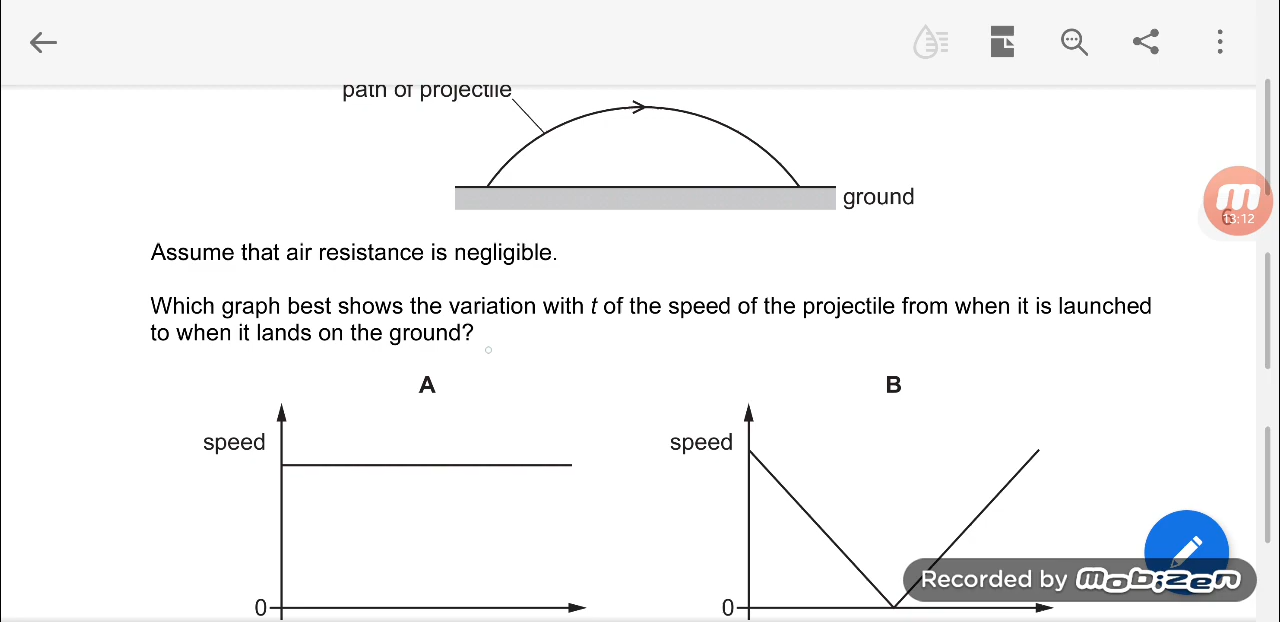 path of projectile
ground
Assume that air resistance is negligible.
Which graph best shows the variation with t of the speed of the projectile from when it is launched
to when it lands on the ground?
A
B
speed
speed
0
0
13:12
Recorded by Mobizen